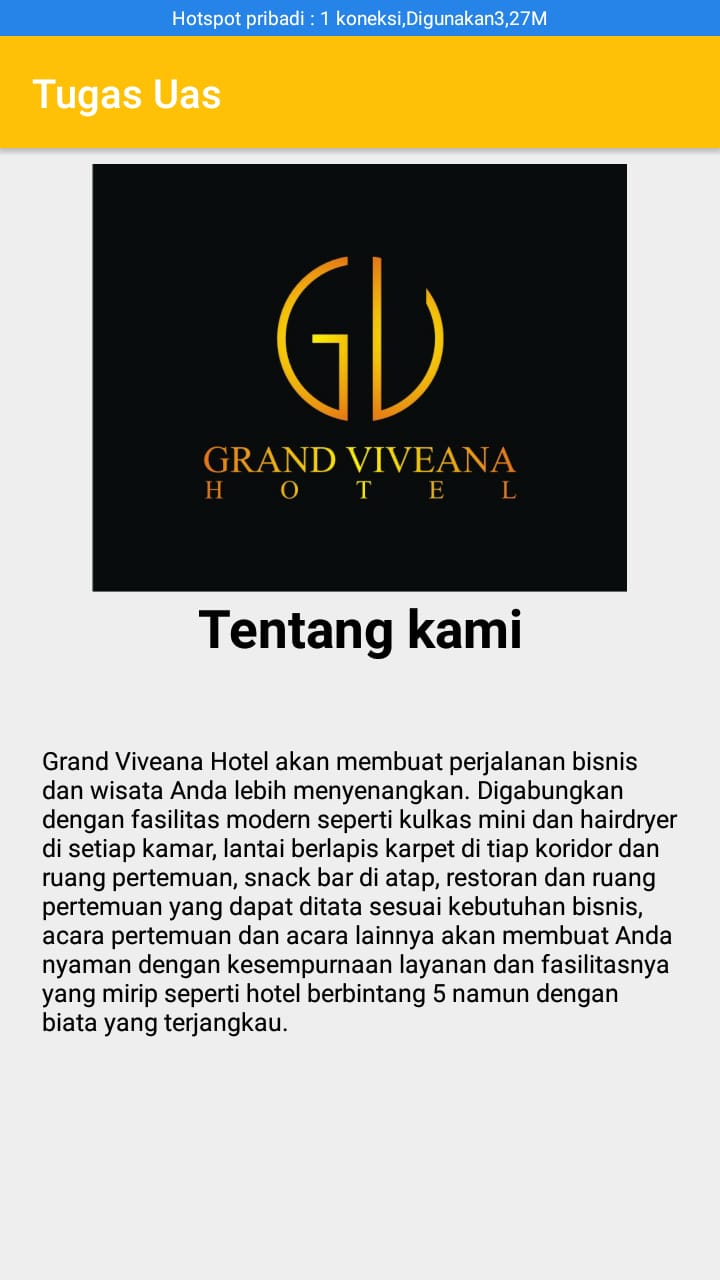 Hotspot pribadi : 1 koneksi,Digunakan3,27M
Tugas Uas
GV
GRAND VIVEANA
HOTEL
Tentang kami
Grand Viveana Hotel akan membuat perjalanan bisnis
dan wisata Anda lebih menyenangkan. Digabungkan
dengan fasilitas modern seperti kulkas mini dan hairdryer
di setiap kamar, lantai berlapis karpet di tiap koridor dan
ruang pertemuan, snack bar di atap, restoran dan ruang
pertemuan yang dapat ditata sesuai kebutuhan bisnis,
acara pertemuan dan acara lainnya akan membuat Anda
nyaman dengan kesempurnaan layanan dan fasilitasnya
yang mirip seperti hotel berbintang 5 namun dengan
biata yang terjangkau.